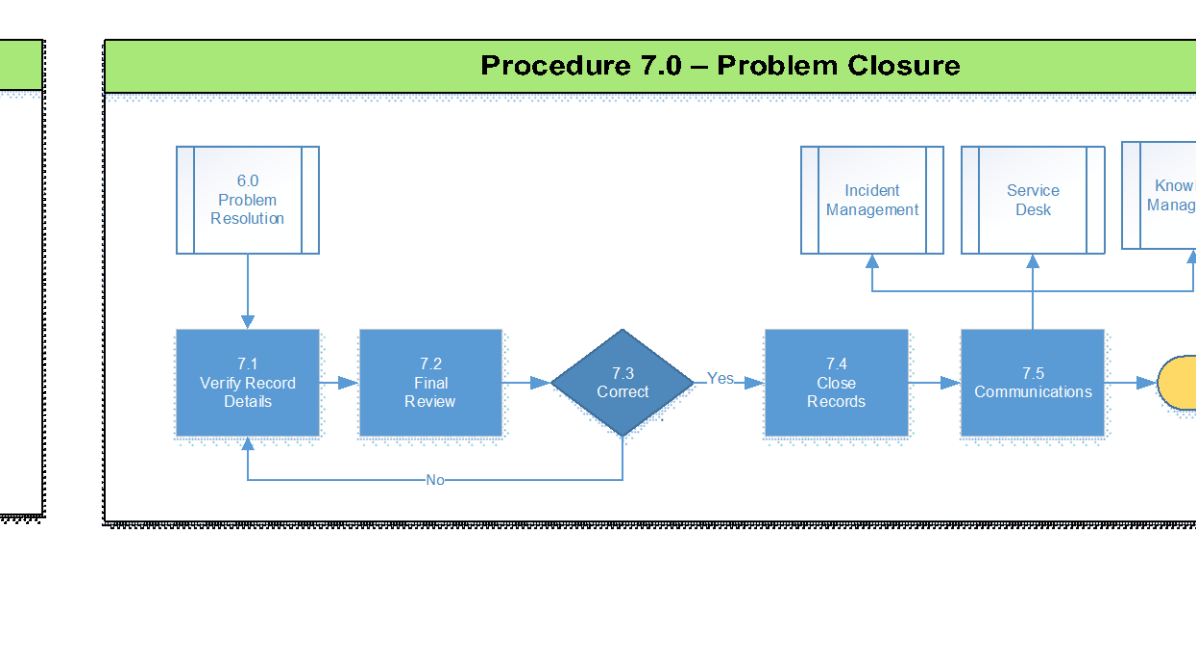 Procedure 7.0 – Problem Closure
6.0
Problem
Resolution
Incident
Management
Service
Desk
7.1
Verify Record
Details
7.2
Final
Review
7.3
Correct
Yes
7.4
Close
Records
7.5
Communications
No